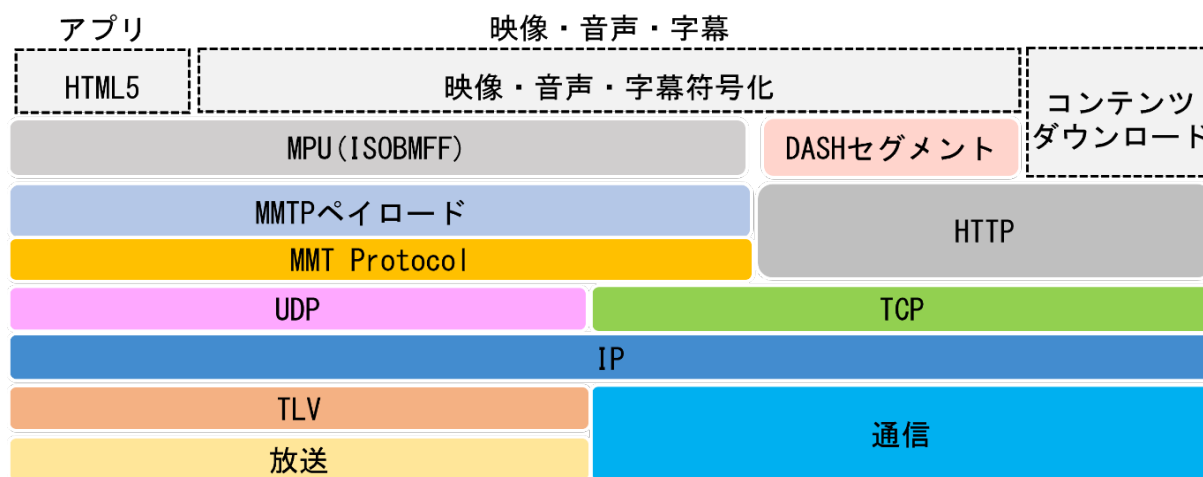 アプリ
映像・音声・字幕
HTML5
映像・音声・字幕符号化
コンテンツ
ダウンロード
MPU(ISOBMFF)
DASHセグメント
MMTPペイロード
HTTP
MMT Protocol
UDP
TCP
IP
TLV
通信
放送